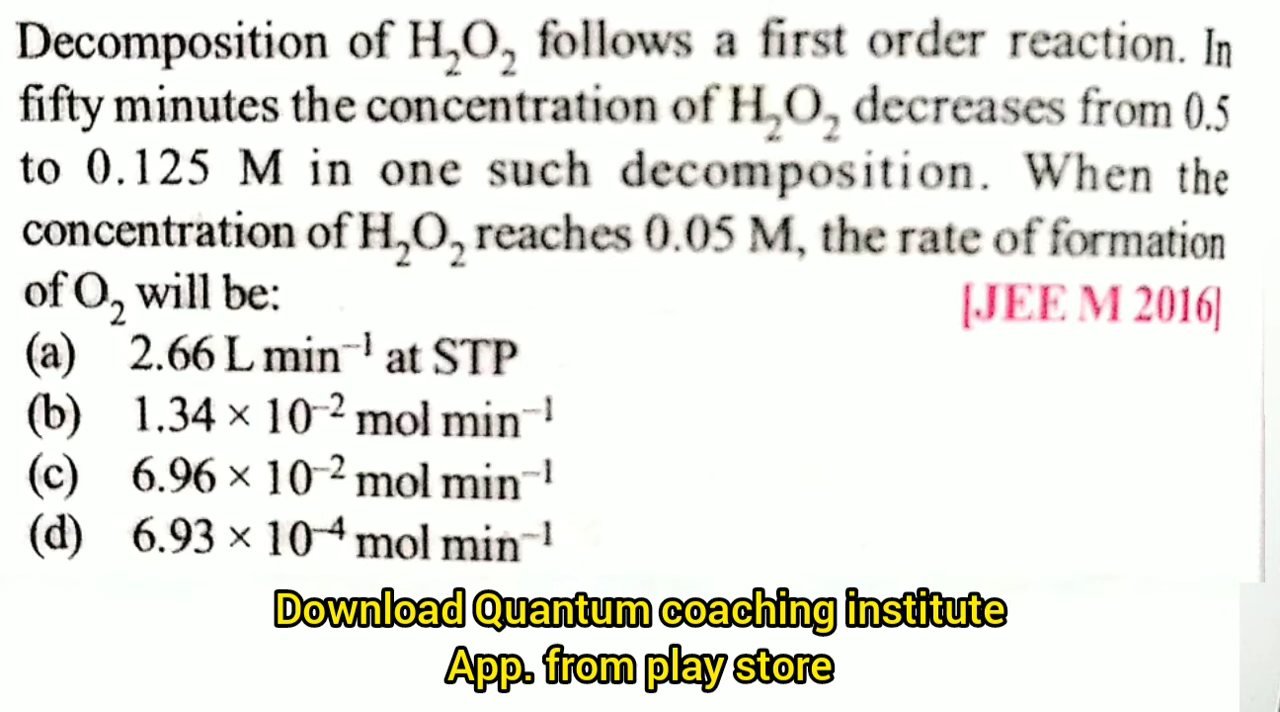 Decomposition of H₂O₂ follows a first order reaction. In
fifty minutes the concentration of H₂O₂ decreases from 0.5
to 0.125 M in one such decomposition. When the
concentration of H₂O₂ reaches 0.05 M, the rate of formation
of O₂ will be: [JEE M 2016]
(a) 2.66 L min⁻¹ at STP
(b) 1.34 × 10⁻² mol min⁻¹
(c) 6.96 × 10⁻² mol min⁻¹
(d) 6.93 × 10⁻⁴ mol min⁻¹
Download Quantum coaching institute
App. from play store